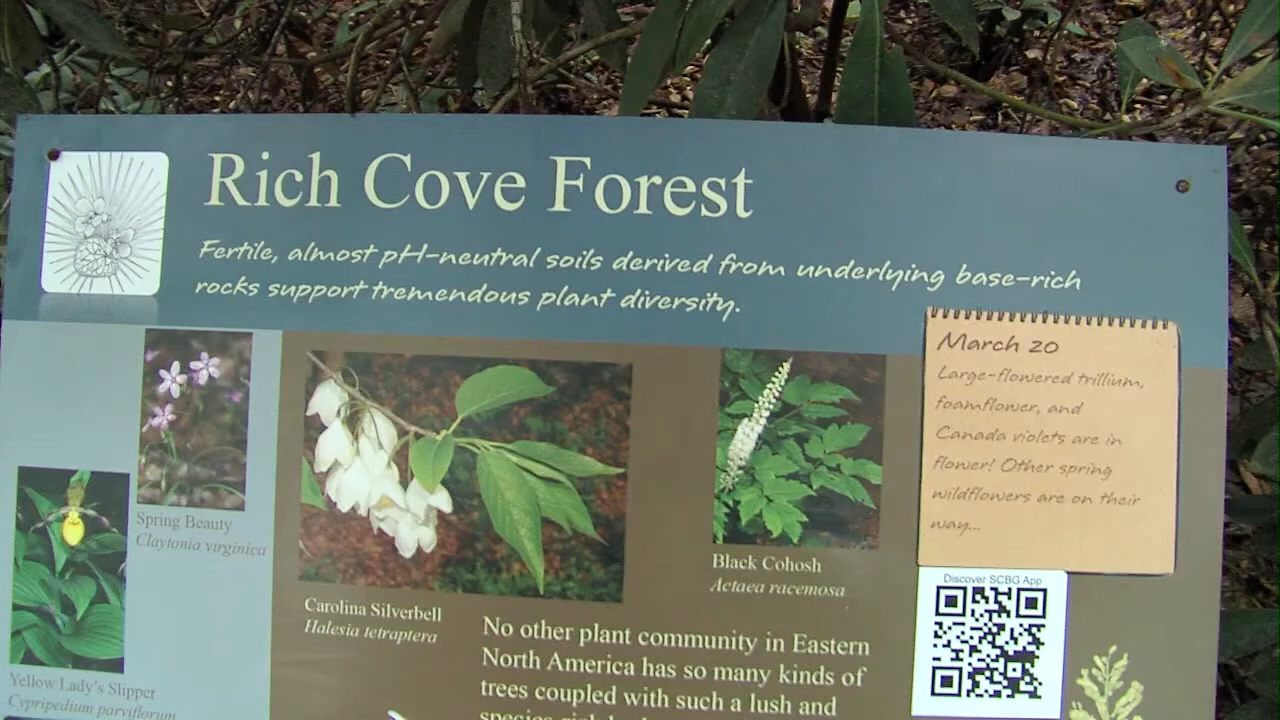 Rich Cove Forest
Fertile, almost pH-neutral soils derived from underlying base-rich
rocks support tremendous plant diversity.
March 20
Large-flowered trillium,
foamflower, and
Canada violets are in
flower! Other spring
wildflowers are on their
way...
Spring Beauty
Claytonia virginica
Yellow Lady's Slipper
Cypripedium parviflorum
Carolina Silverbell
Halesia tetraptera
Black Cohosh
Actaea racemosa
Discover SCBG App
No other plant community in Eastern
North America has so many kinds of
trees coupled with such a lush and